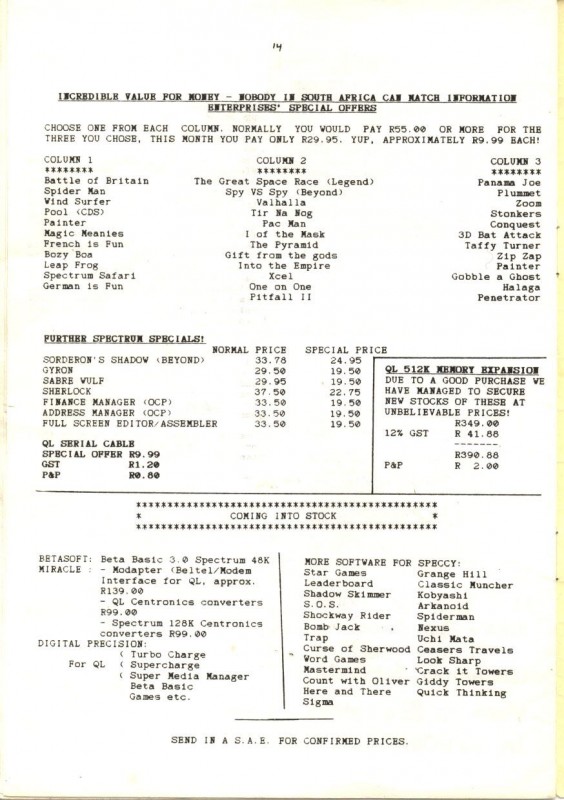 14
INCREDIBLE VALUE FOR MONEY - NOBODY IN SOUTH AFRICA CAN MATCH INFORMATION
ENTERPRISES' SPECIAL OFFERS
CHOOSE ONE FROM EACH COLUMN. NORMALLY YOU WOULD PAY R55.00 OR MORE FOR THE
THREE YOU CHOSE, THIS MONTH YOU PAY ONLY R29.95. YUP, APPROXIMATELY R9.99 EACH!
COLUMN 1
********
Battle of Britain
Spider Man
Wind Surfer
Pool (CDS)
Painter
Magic Meanies
French is Fun
Bozy Boa
Leap Frog
Spectrum Safari
German is Fun
COLUMN 2
********
The Great Space Race (Legend)
Spy VS Spy (Beyond)
Valhalla
Tir Na Nog
Pac Man
I of the Mask
The Pyramid
Gift from the gods
Into the Empire
Xcel
One on One
Pitfall II
COLUMN 3
********
Panama Joe
Plummet
Zoom
Stonkers
Conquest
3D Bat Attack
Taffy Turner
Zip Zap
Painter
Gobble a Ghost
Halaga
Penetrator
FURTHER SPECTRUM SPECIALS!
NORMAL PRICE SPECIAL PRICE
SORDERON'S SHADOW (BEYOND) 33.78 24.95
GYRON 29.50 19.50
SABRE WULF 29.95 19.50
SHERLOCK 37.50 22.75
FINANCE MANAGER (OCP) 33.50 19.50
ADDRESS MANAGER (OCP) 33.50 19.50
FULL SCREEN EDITOR/ASSEMBLER 33.50 19.50
QL SERIAL CABLE
SPECIAL OFFER R9.99
GST R1.20
P&P R0.80
QL 512K MEMORY EXPANSION
DUE TO A GOOD PURCHASE WE
HAVE MANAGED TO SECURE
NEW STOCKS OF THESE AT
UNBELIEVABLE PRICES!
R349.00
12% GST R 41.88
-------
R390.88
P&P R 2.00
*************************************************
* COMING INTO STOCK *
*************************************************
BETASOFT: Beta Basic 3.0 Spectrum 48K
MIRACLE : - Modapter (Beltel/Modem
Interface for QL, approx.
R139.00
- QL Centronics converters
R99.00
- Spectrum 128K Centronics
converters R99.00
DIGITAL PRECISION:
( Turbo Charge
For QL ( Supercharge
( Super Media Manager
Beta Basic
Games etc.
MORE SOFTWARE FOR SPECCY:
Star Games Grange Hill
Leaderboard Classic Muncher
Shadow Skimmer Kobyashi
S.O.S. Arkanoid
Shockway Rider Spiderman
Bomb Jack Nexus
Trap Uchi Mata
Curse of Sherwood Ceasers Travels
Word Games Look Sharp
Mastermind Crack it Towers
Count with Oliver Giddy Towers
Here and There Quick Thinking
Sigma
SEND IN A S.A.E. FOR CONFIRMED PRICES.